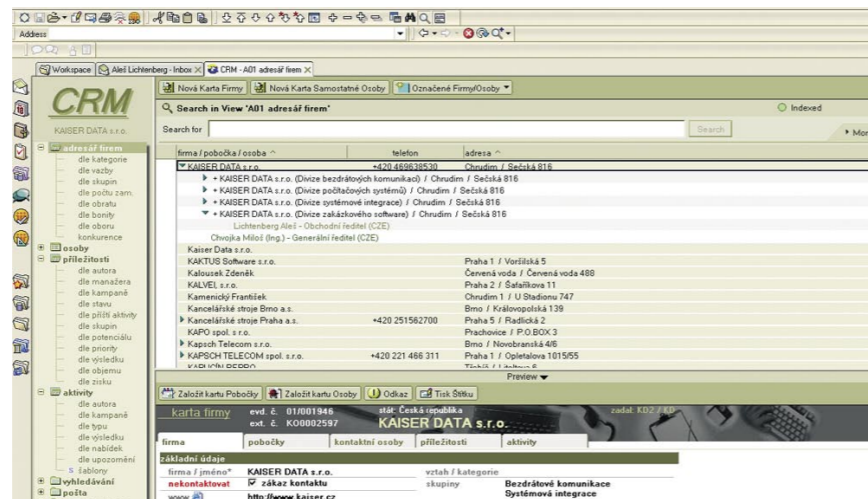 Address
Workspace
Aleš Lichtenberg - Inbox
CRM - A01 adresář firem
CRM
KAISER DATA s.r.o.
adresář firem
dle kategorie
dle vazby
dle skupin
dle počtu zam.
dle obratu
dle bonity
dle oboru
konkurence
osoby
příležitosti
dle autora
dle manažera
dle kampaně
dle stavu
dle příští aktivity
dle skupin
dle potenciálu
dle priority
dle výsledku
dle objemu
dle zisku
aktivity
dle autora
dle kampaně
dle typu
dle výsledku
dle nabídek
dle upozornění
šablony
vyhledávání
pošta
Nová Karta Firmy
Nová Karta Samostatné Osoby
Označené Firmy/Osoby
Search in View 'A01 adresář firem'
Indexed
Search for
Search
Mor
firma / pobočka / osoba telefon adresa
KAISER DATA s.r.o. +420 469638530 Chrudim / Sečská 816
+ KAISER DATA s.r.o. (Divize bezdrátových komunikací) / Chrudim / Sečská 816
+ KAISER DATA s.r.o. (Divize počítačových systémů) / Chrudim / Sečská 816
+ KAISER DATA s.r.o. (Divize systémové integrace) / Chrudim / Sečská 816
+ KAISER DATA s.r.o. (Divize zakázkového software) / Chrudim / Sečská 816
Lichtenberg Aleš - Obchodní ředitel (CZE)
Chvojka Miloš (Ing.) - Generální ředitel (CZE)
Kaiser Data s.r.o.
KAKTUS Software s.r.o. Praha 1 / Voršilská 5
Kalousek Zdeněk Červená voda / Červená voda 488
KALVEI, s.r.o. Praha 2 / Šafaříkova 11
Kamenický František Chrudim 1 / U Stadionu 747
Kancelářské stroje Brno a.s. Brno / Královopolská 139
Kancelářské stroje Praha a.s. +420 251562700 Praha 5 / Radlická 2
KAPO spol. s r.o. Prachovice / P.O.BOX 3
Kapsch Telecom s.r.o. Brno / Novobranská 4/6
KAPSCH TELECOM spol. s.r.o. +420 221 466 311 Praha 1 / Opletalova 1015/55
Preview
Založit kartu Pobočky
Založit kartu Osoby
Odkaz
Tisk Štítku
karta firmy
evd. č. 01/001946
stát: Česká republika
zadal: KD2 / KD
ext. č. KO0002597
KAISER DATA s.r.o.
firma pobočky kontaktní osoby příležitosti aktivity
základní údaje
firma / jméno* KAISER DATA s.r.o. vztah / kategorie
nekontaktovat zákaz kontaktu skupiny Bezdrátové komunikace
Systémová integrace
www http://www.kaiser.cz